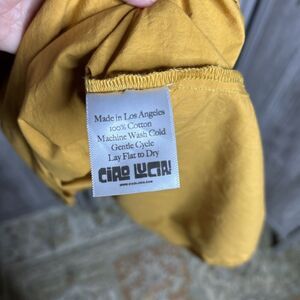 Made in Los Angeles
100% Cotton
Machine Wash Cold
Gentle Cycle
Lay Flat to Dry
CIAO LUCIA!